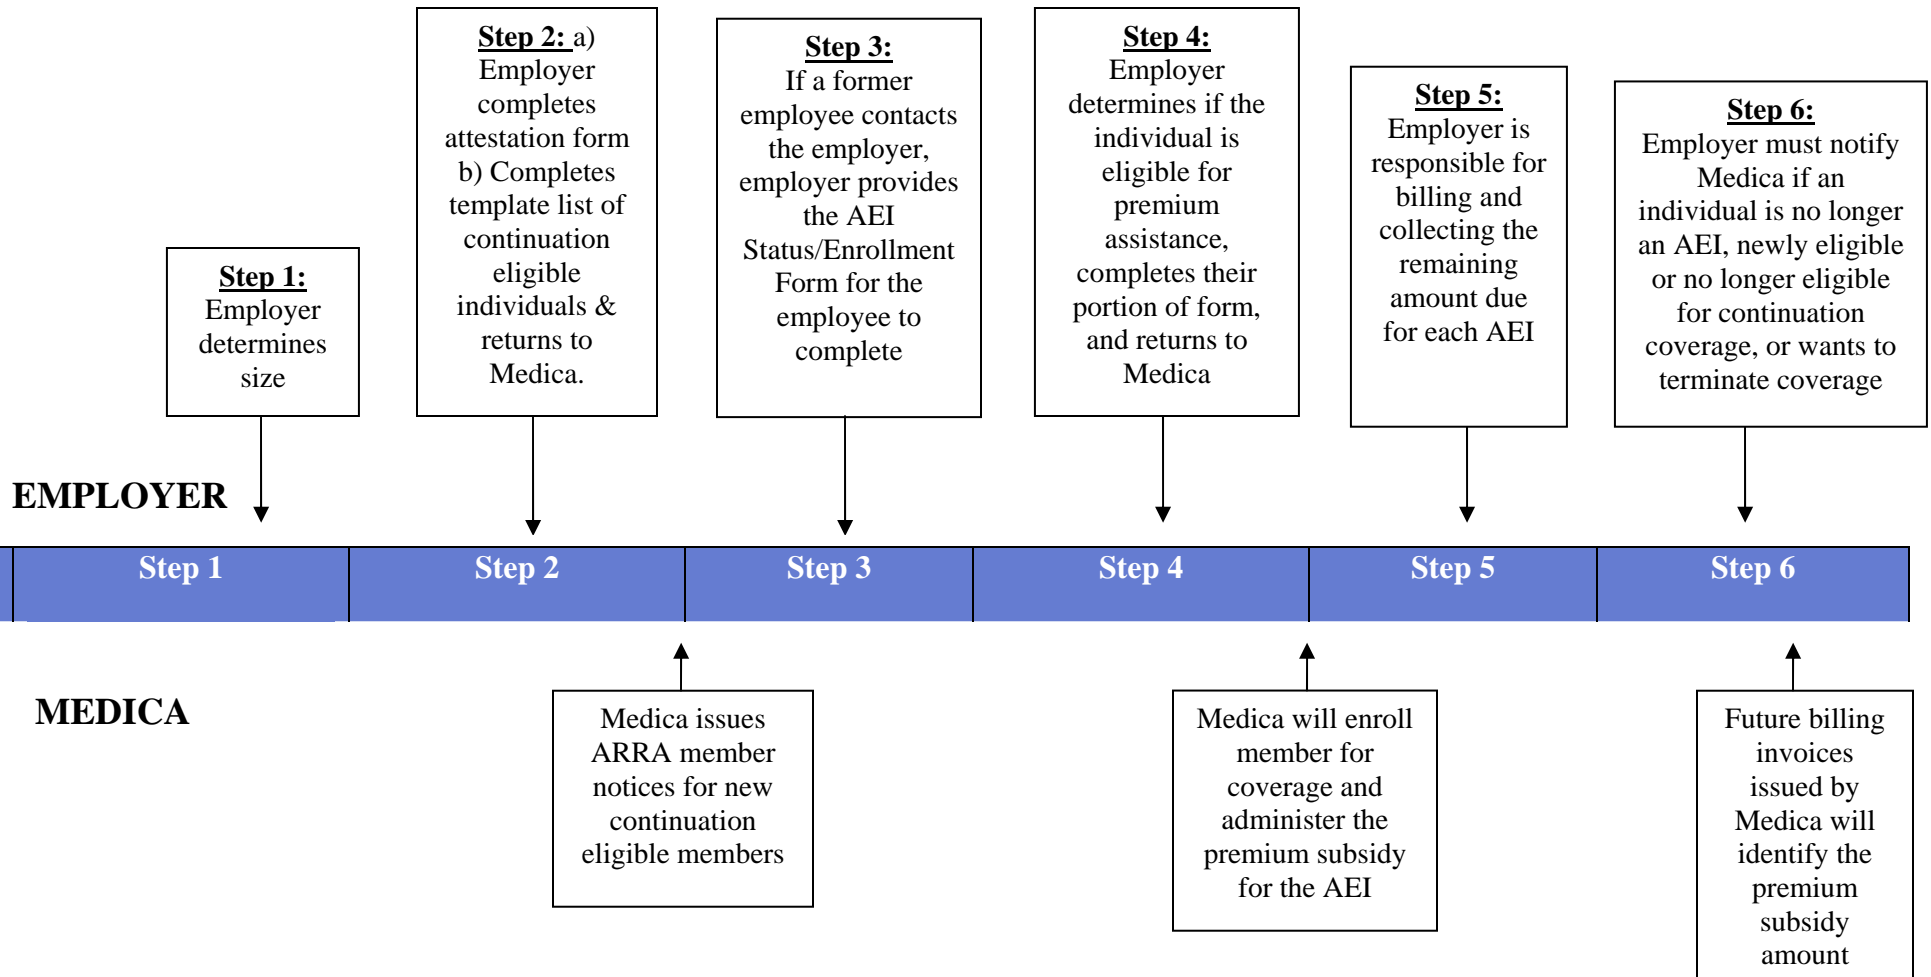 Step 1:
Employer
determines
size
Step 2: a)
Employer
completes
attestation form
b) Completes
template list of
continuation
eligible
individuals &
returns to
Medica.
Step 3:
If a former
employee contacts
the employer,
employer provides
the AEI
Status/Enrollment
Form for the
employee to
complete
Step 4:
Employer
determines if the
individual is
eligible for
premium
assistance,
completes their
portion of form,
and returns to
Medica
Step 5:
Employer is
responsible for
billing and
collecting the
remaining
amount due
for each AEI
Step 6:
Employer must notify
Medica if an
individual is no longer
an AEI, newly eligible
or no longer eligible
for continuation
coverage, or wants to
terminate coverage
EMPLOYER
Step 1
Step 2
Step 3
Step 4
Step 5
Step 6
MEDICA
Medica issues
ARRA member
notices for new
continuation
eligible members
Medica will enroll
member for
coverage and
administer the
premium subsidy
for the AEI
Future billing
invoices
issued by
Medica will
identify the
premium
subsidy
amount